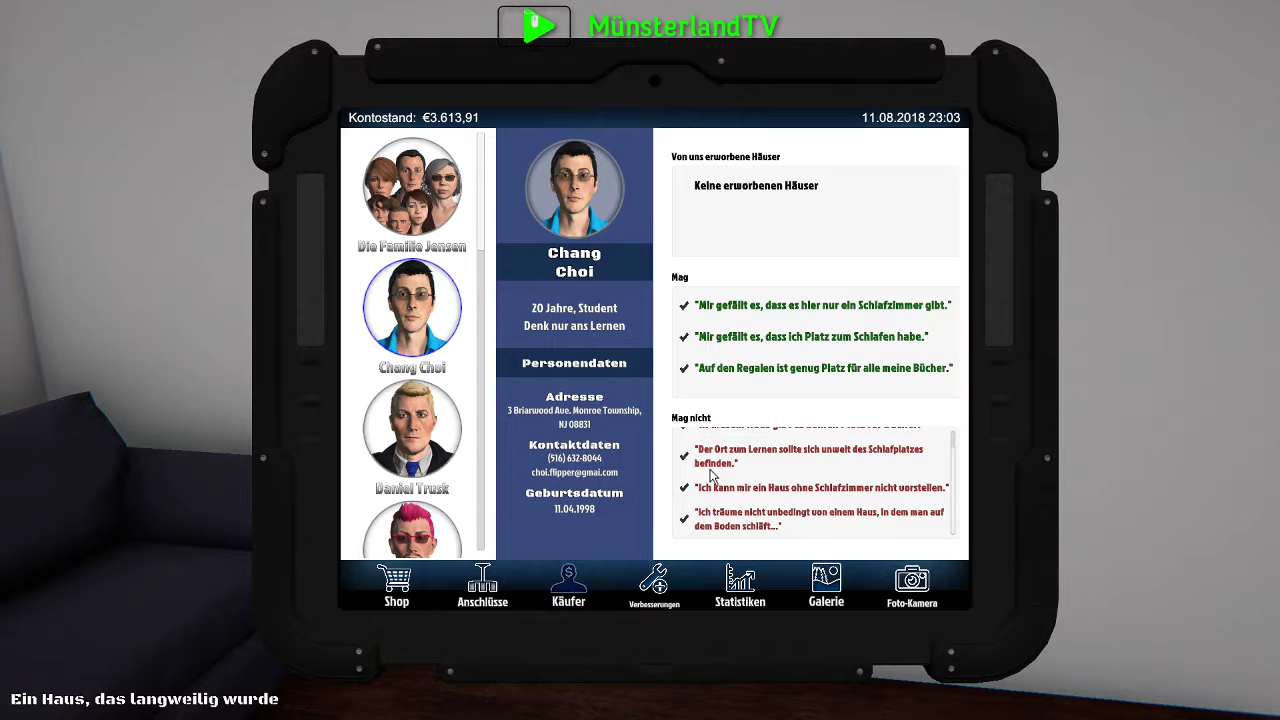 MünsterlandTV
Kontostand: €3.613,91
11.08.2018 23:03
Die Familie Jensen
Chang Choi
Daniel Trusk
Chang
Choi
20 Jahre, Student
Denk nur ans Lernen
Personendaten
Adresse
3 Briarwood Ave. Monroe Township,
NJ 08831
Kontaktdaten
(516) 632-8044
choi.flipper@gmai.com
Geburtsdatum
11.04.1998
Von uns erworbene Häuser
Keine erworbenen Häuser
Mag
"Mir gefällt es, dass es hier nur ein Schlafzimmer gibt."
"Mir gefällt es, dass ich Platz zum Schlafen habe."
"Auf den Regalen ist genug Platz für alle meine Bücher."
Mag nicht
"Der Ort zum Lernen sollte sich unweit des Schlafplatzes
befinden."
"Ich kann mir ein Haus ohne Schlafzimmer nicht vorstellen."
"Ich träume nicht unbedingt von einem Haus, in dem man auf
dem Boden schläft..."
Shop
Anschlüsse
Käufer
Verbesserungen
Statistiken
Galerie
Foto-Kamera
Ein Haus, das langweilig wurde